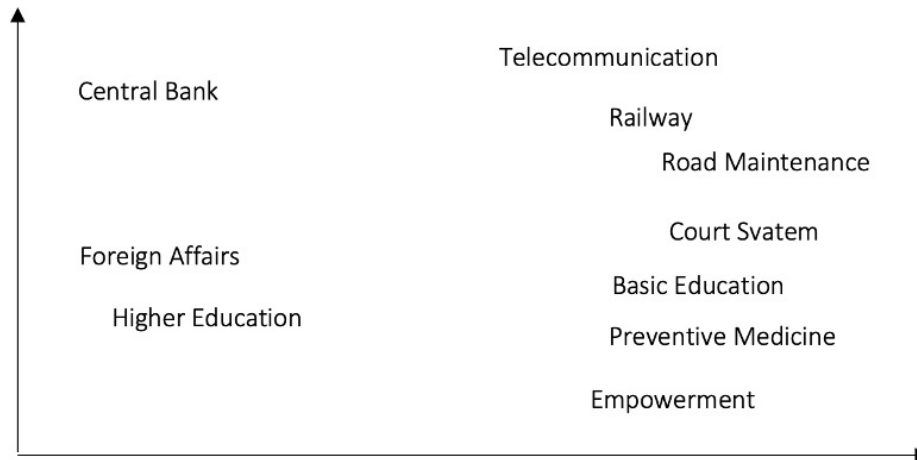 Telecommunication
Central Bank
Railway
Road Maintenance
Court Svatem
Foreign Affairs
Basic Education
Higher Education
Preventive Medicine
Empowerment